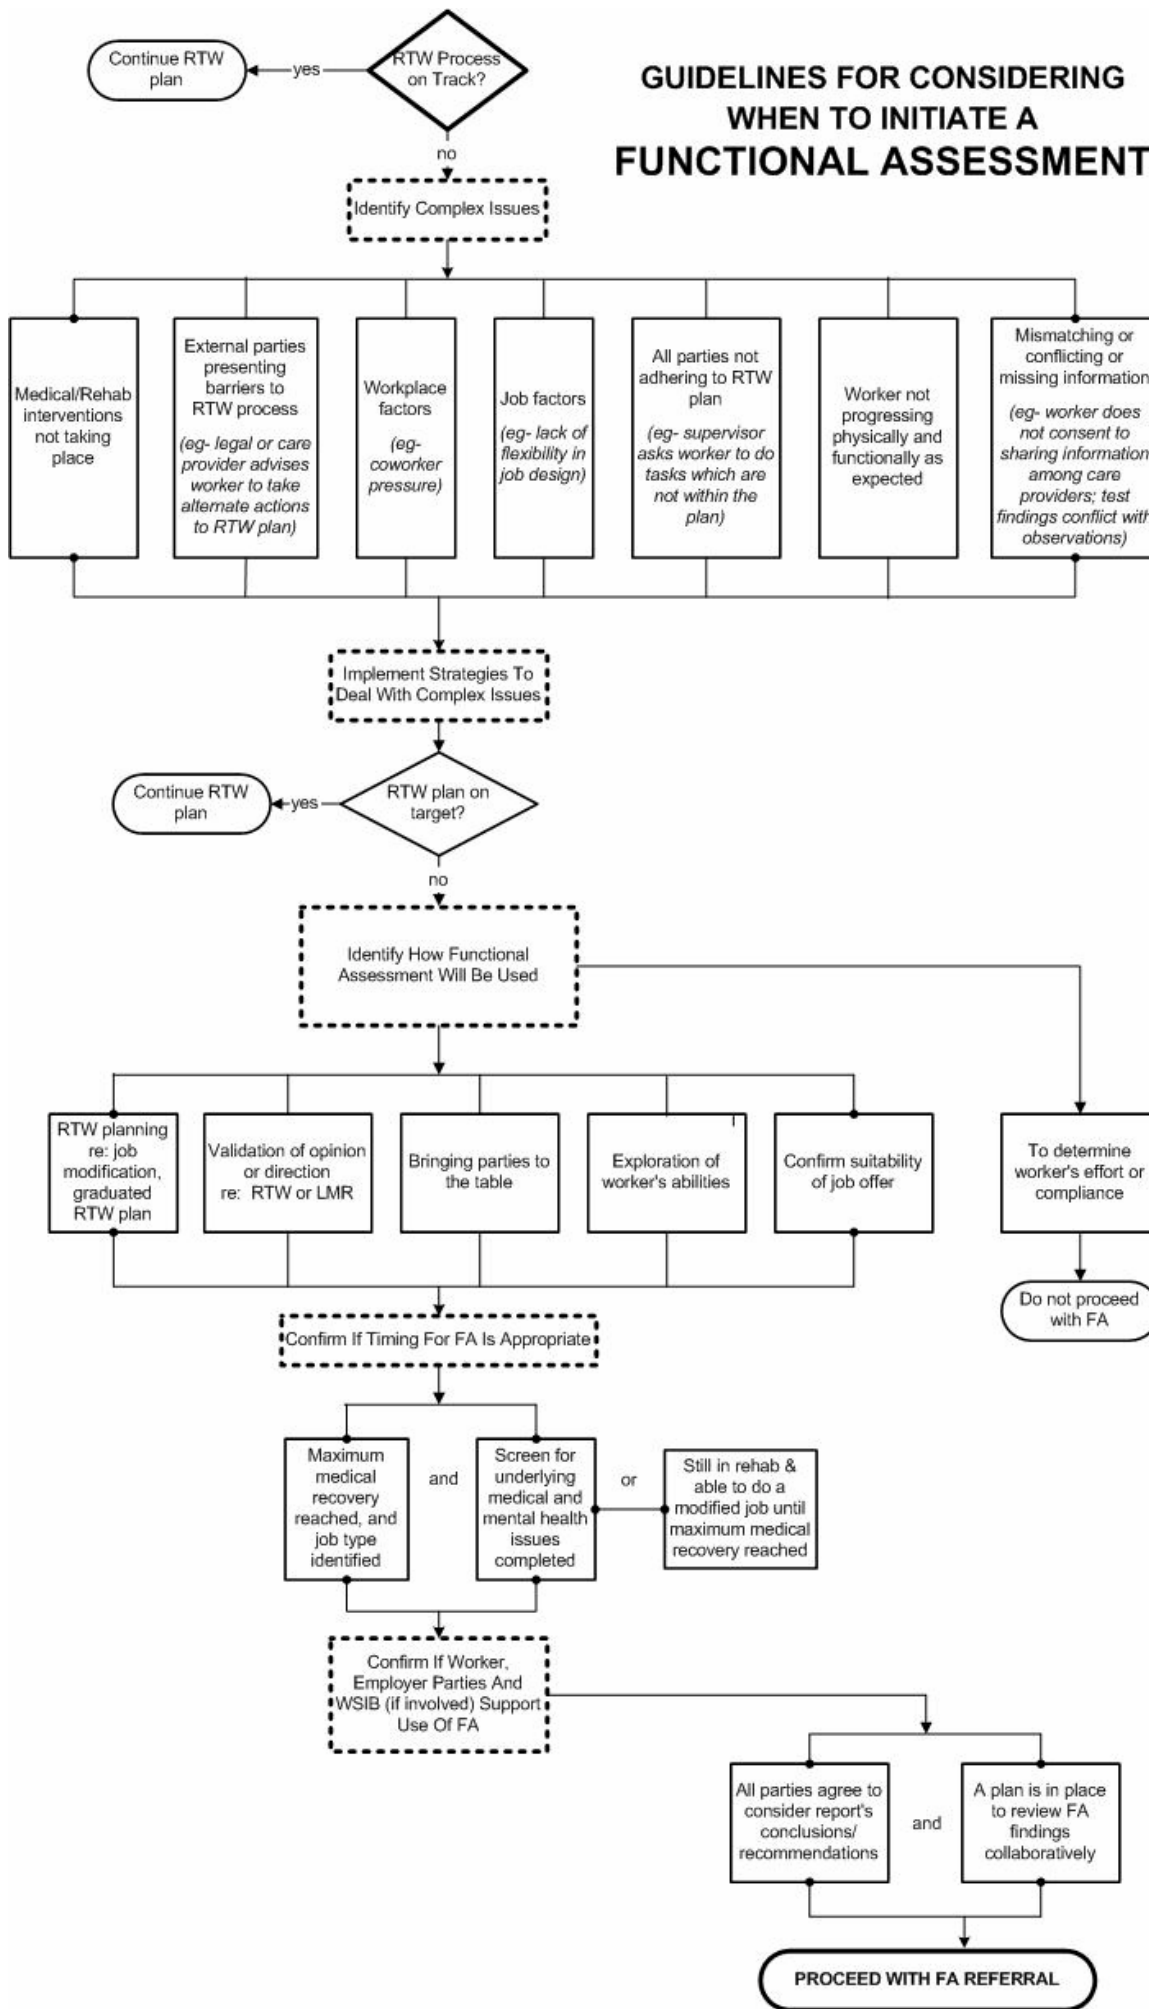 GUIDELINES FOR CONSIDERING
WHEN TO INITIATE A
FUNCTIONAL ASSESSMENT
RTW Process
on Track?
yes
Continue RTW
plan
no
Identify Complex Issues
Medical/Rehab
interventions
not taking
place
External parties
presenting
barriers to
RTW process
(eg- legal or care
provider advises
worker to take
alternate actions
to RTW plan)
Workplace
factors
(eg-
coworker
pressure)
Job factors
(eg- lack of
flexibility in
job design)
All parties not
adhering to RTW
plan
(eg- supervisor
asks worker to do
tasks which are
not within the
plan)
Worker not
progressing
physically and
functionally as
expected
Mismatching or
conflicting or
missing information
(eg- worker does
not consent to
sharing information
among care
providers; test
findings conflict with
observations)
Implement Strategies To
Deal With Complex Issues
RTW plan on
target?
yes
Continue RTW
plan
no
Identify How Functional
Assessment Will Be Used
RTW planning
re: job
modification,
graduated
RTW plan
Validation of opinion
or direction
re: RTW or LMR
Bringing parties to
the table
Exploration of
worker's abilities
Confirm suitability
of job offer
To determine
worker's effort or
compliance
Do not proceed
with FA
Confirm If Timing For FA Is Appropriate
Maximum
medical
recovery
reached, and
job type
identified
and
Screen for
underlying
medical and
mental health
issues
completed
or
Still in rehab &
able to do a
modified job until
maximum medical
recovery reached
Confirm If Worker,
Employer Parties And
WSIB (if involved) Support
Use Of FA
All parties agree to
consider report's
conclusions/
recommendations
and
A plan is in place
to review FA
findings
collaboratively
PROCEED WITH FA REFERRAL